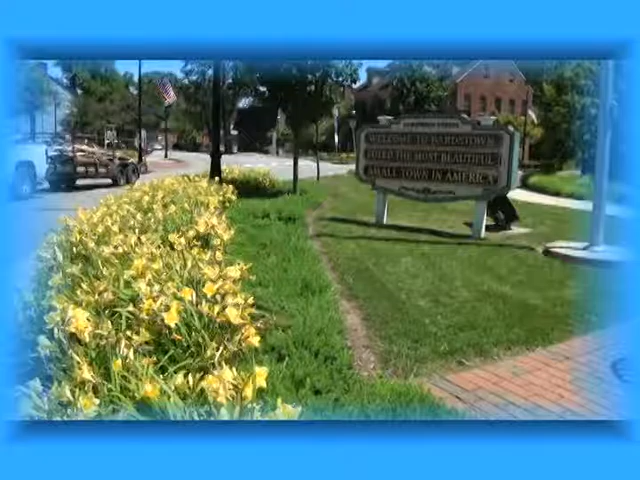 WELCOME TO BARDSTOWN
VOTED THE MOST BEAUTIFUL
SMALL TOWN IN AMERICA